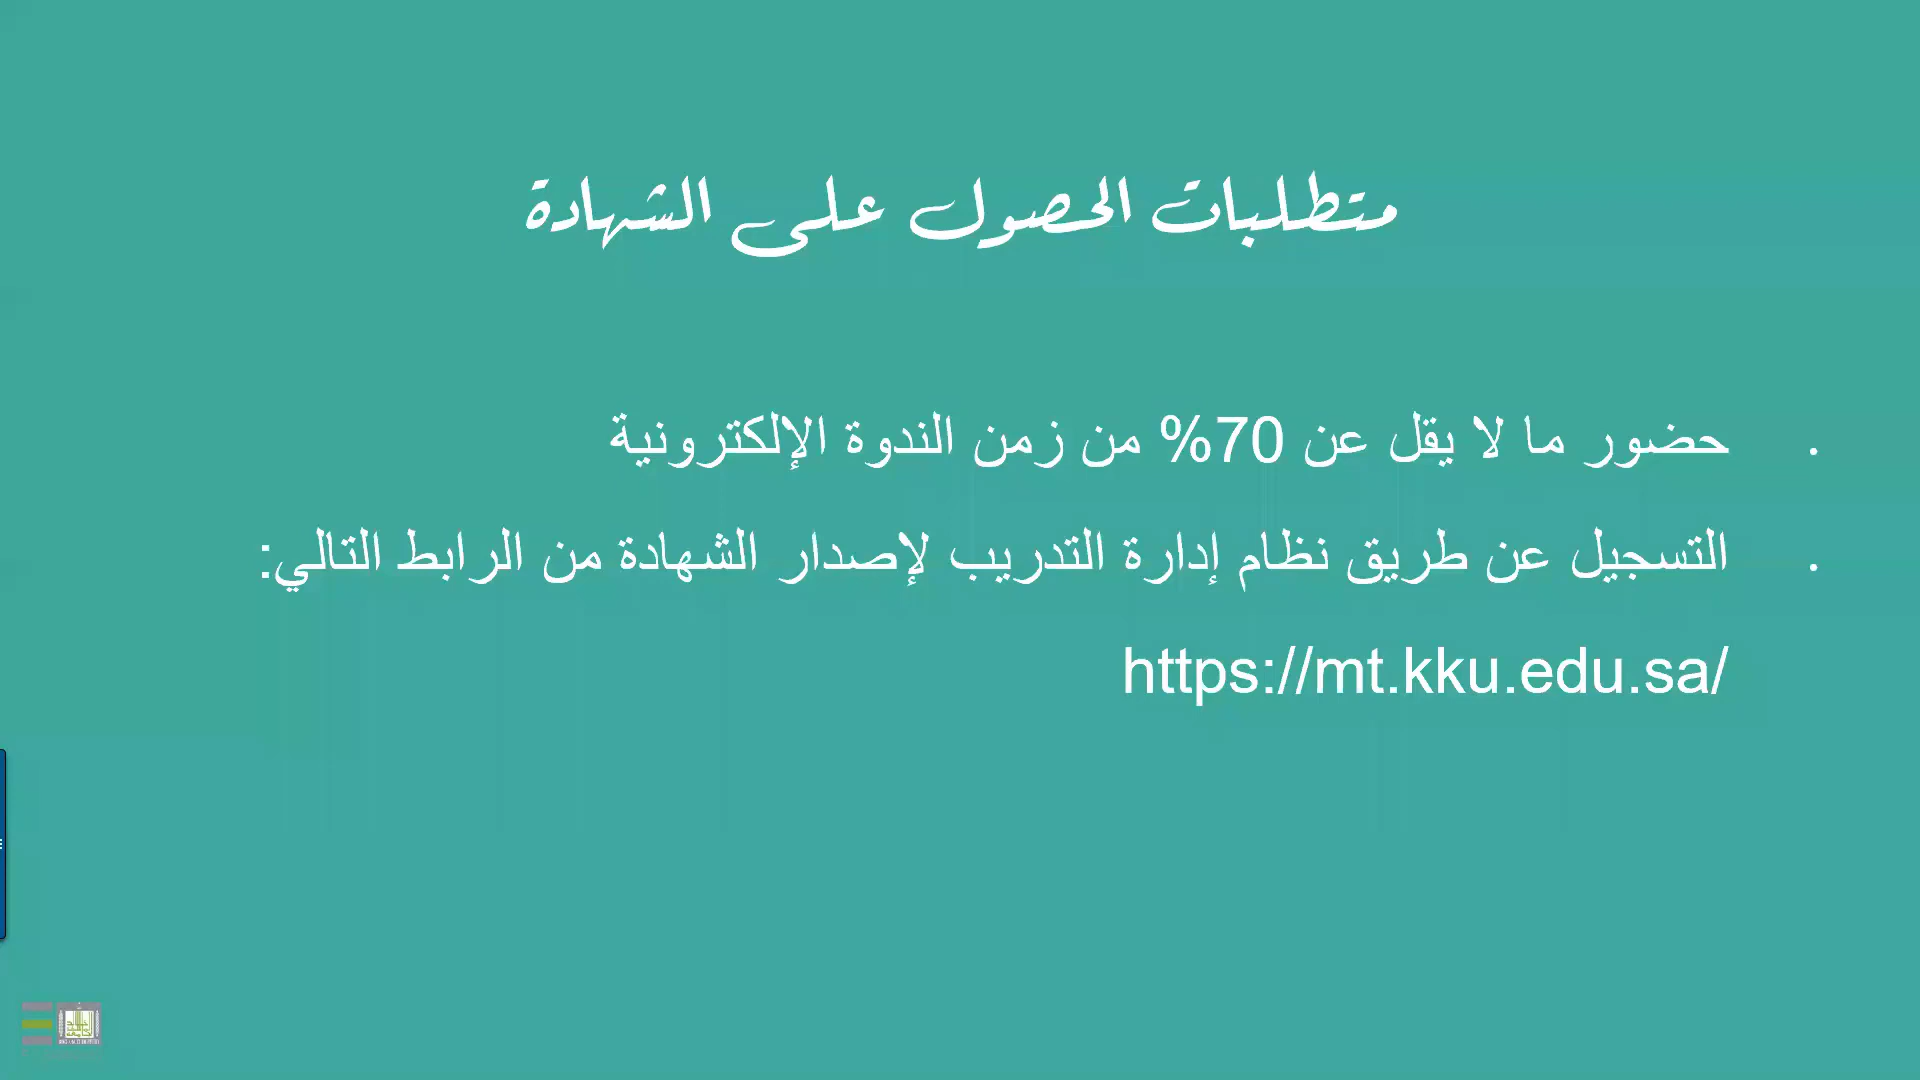 متطلبات الحصول على الشهادة
. حضور ما لا يقل عن 70% من زمن الندوة الإلكترونية
. التسجيل عن طريق نظام إدارة التدريب لإصدار الشهادة من الرابط التالي:
https://mt.kku.edu.sa/